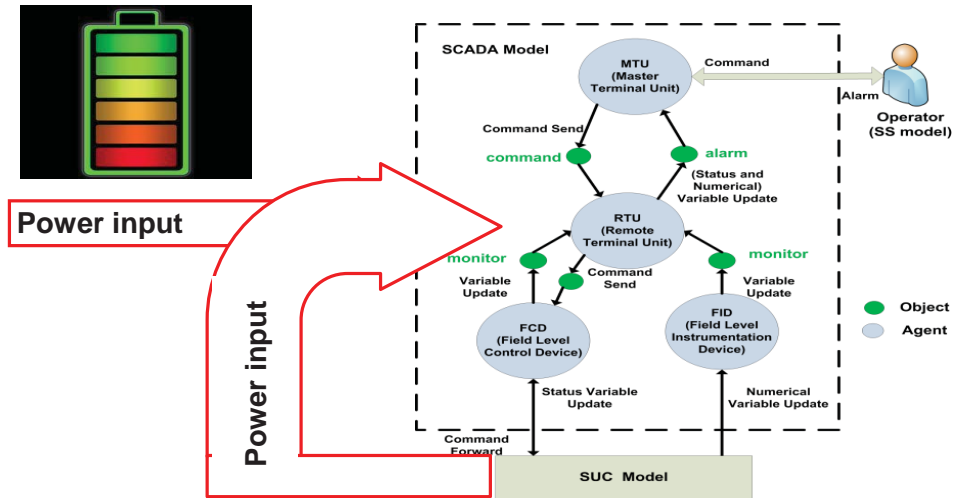 SCADA Model
MTU
(Master
Terminal
Unit)
Command
Alarm
Operator
(SS model)
Command Send
command
alarm
(Status and
Numerical)
Variable Update
Power input
RTU
(Remote
Terminal Unit)
monitor
monitor
Variable
Update
Command
Send
Variable
Update
Power input
FCD
(Field Level
Control Device)
FID
(Field Level
Instrumentation
Device)
Object
Agent
Status Variable
Update
Numerical
Variable Update
Command
Forward
SUC Model